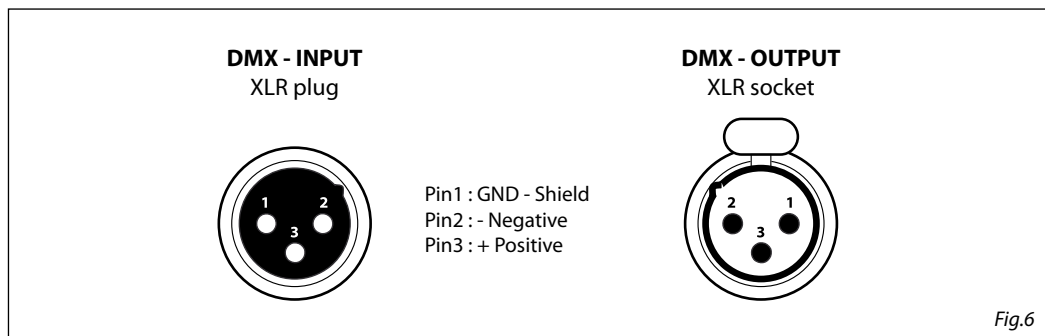 DMX - INPUT
XLR plug
DMX - OUTPUT
XLR socket
1
2
3
Pin1 : GND - Shield
Pin2 : - Negative
Pin3 : + Positive
2
1
3
Fig.6